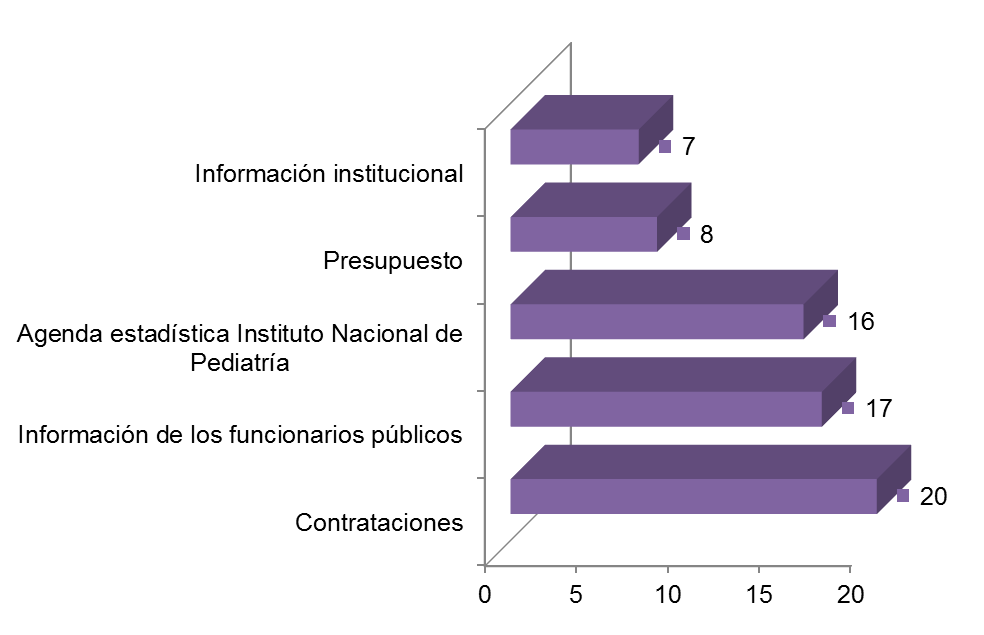 7
Información institucional
8
Presupuesto
16
Agenda estadística Instituto Nacional de
Pediatría
17
Información de los funcionarios públicos
20
Contrataciones
0 5 10 15 20